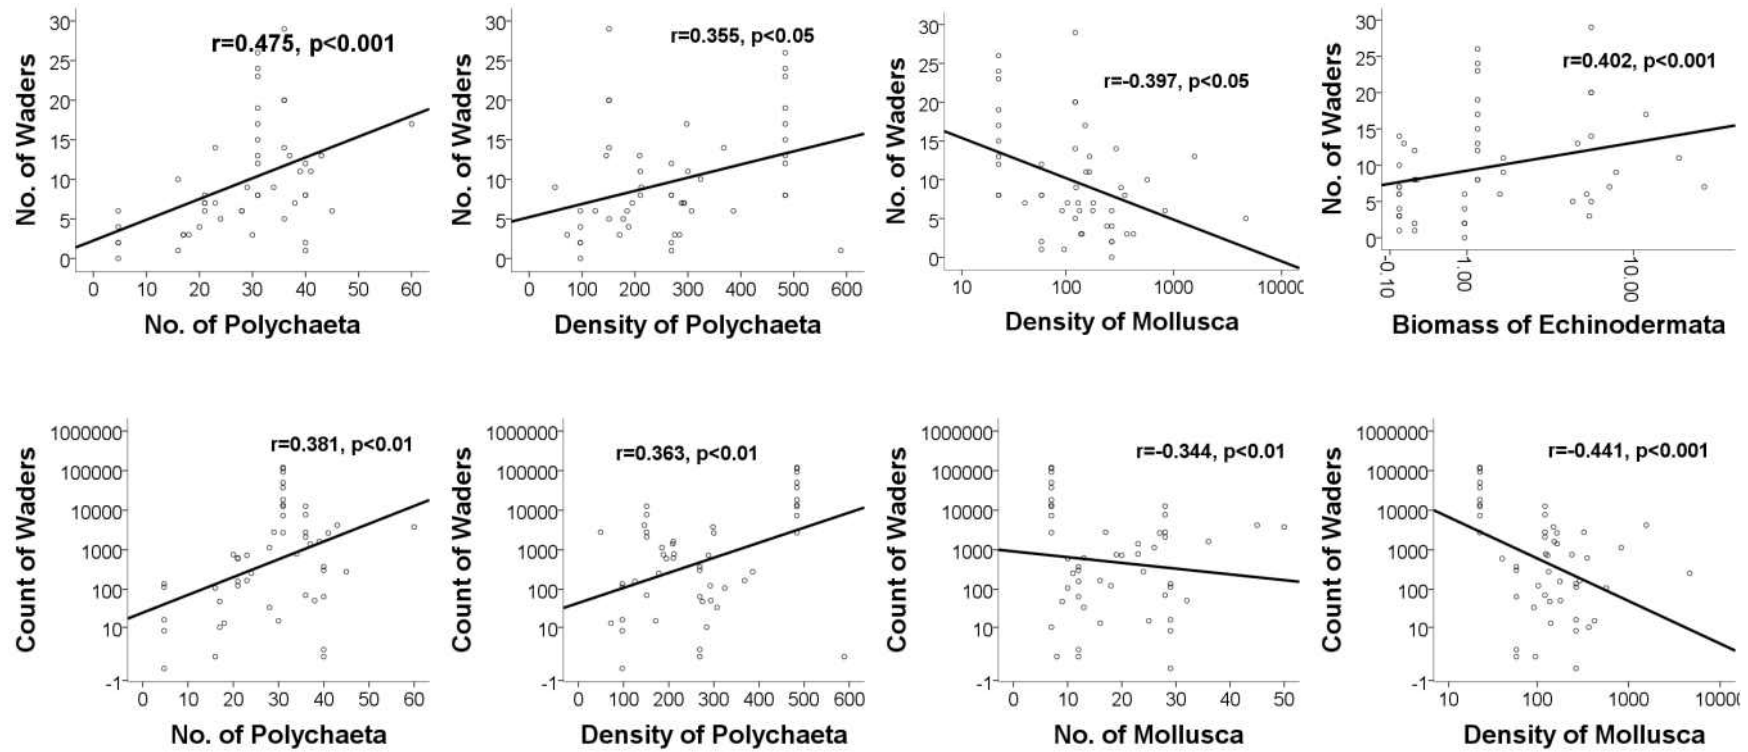 No. of Waders
30
25
20
15
10
5
0
r=0.475, p<0.001
0 10 20 30 40 50 60
No. of Polychaeta
No. of Waders
30
25
20
15
10
5
0
r=0.355, p<0.05
0 100 200 300 400 500 600
Density of Polychaeta
No. of Waders
30
25
20
15
10
5
0
r=-0.397, p<0.05
10 100 1000 10000
Density of Mollusca
No. of Waders
30
25
20
15
10
5
0
r=0.402, p<0.001
-0.10 1.00 10.00
Biomass of Echinodermata
Count of Waders
1000000
100000
10000
1000
100
10
-1
r=0.381, p<0.01
0 10 20 30 40 50 60
No. of Polychaeta
Count of Waders
1000000
100000
10000
1000
100
10
-1
r=0.363, p<0.01
0 100 200 300 400 500 600
Density of Polychaeta
Count of Waders
1000000
100000
10000
1000
100
10
-1
r=-0.344, p<0.01
0 10 20 30 40 50
No. of Mollusca
Count of Waders
1000000
100000
10000
1000
100
10
-1
r=-0.441, p<0.001
10 100 1000 10000
Density of Mollusca